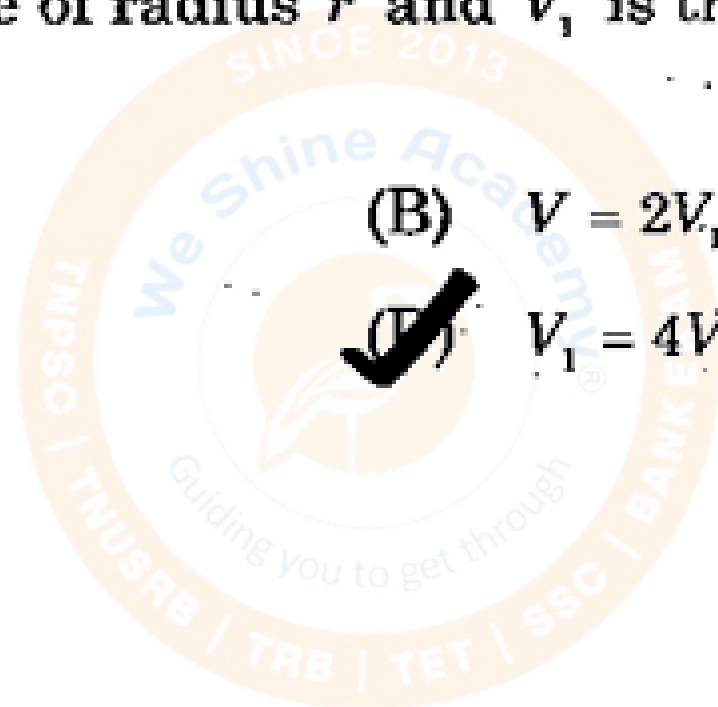 e of radius r and V₁ is th
SINCE 2013
We Shine Academy®
(B) V = 2V₁
V₁ = 4V
Guiding you to get through
TNPSC | TNUSRB | TRB | TET | SSC | BANK EXAM